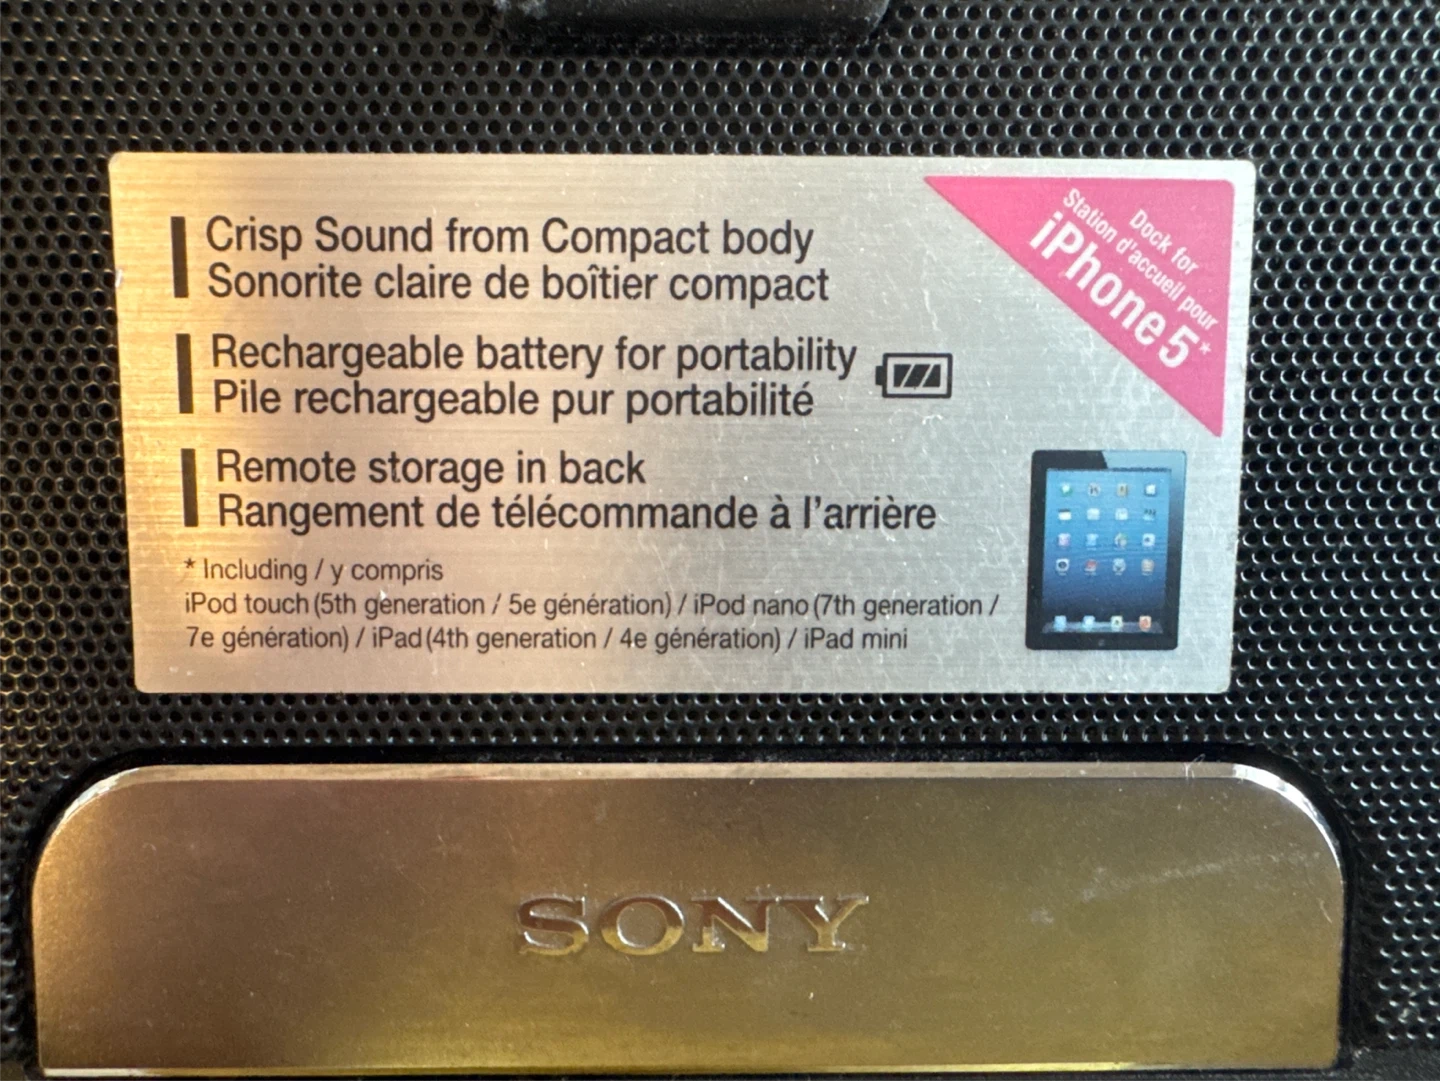 Crisp Sound from Compact body
Sonorite claire de boîtier compact
Rechargeable battery for portability
Pile rechargeable pur portabilité
Remote storage in back
Rangement de télécommande à l'arrière
* Including / y compris
iPod touch (5th generation / 5e génération) / iPod nano (7th generation /
7e génération) / iPad (4th generation / 4e génération) / iPad mini
Dock for
Station d'accueil pour
iPhone 5*
SONY